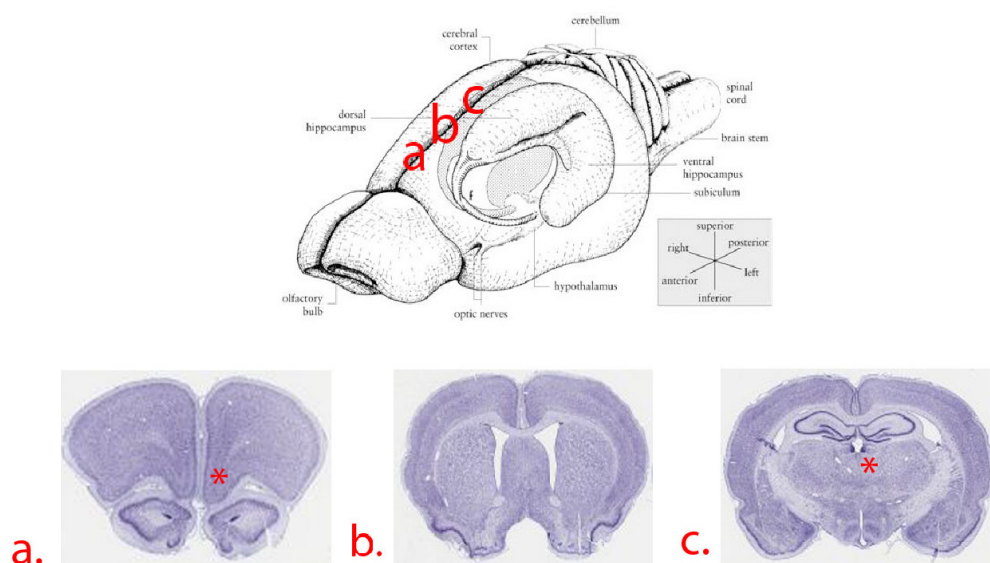 cerebellum
cerebral
cortex
spinal
cord
dorsal
hippocampus
c
b
a
brain stem
ventral
hippocampus
subiculum
f
superior
posterior
right
left
anterior
inferior
hypothalamus
olfactory
bulb
optic nerves
*
*
a.
b.
c.